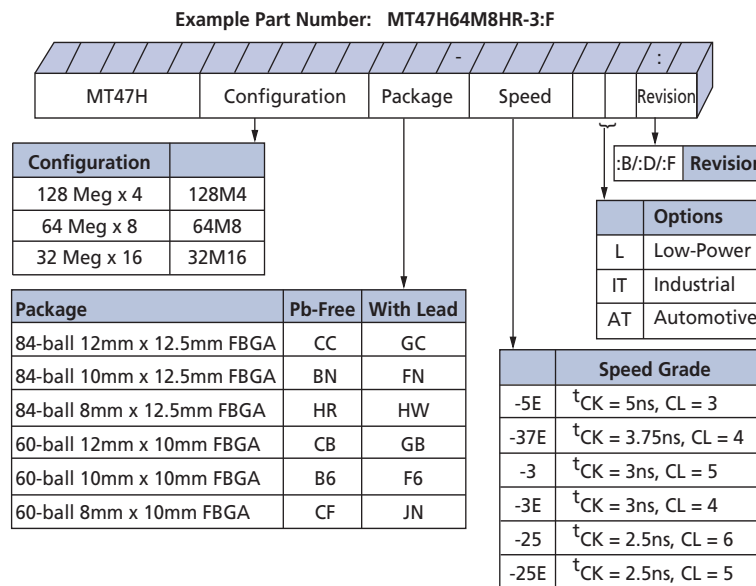 Example Part Number: MT47H64M8HR-3:F
- :
MT47H Configuration Package Speed Revision
Configuration
128 Meg x 4 128M4
64 Meg x 8 64M8
32 Meg x 16 32M16
:B/:D/:F Revision
Options
L Low-Power
IT Industrial
AT Automotive
Package Pb-Free With Lead
84-ball 12mm x 12.5mm FBGA CC GC
84-ball 10mm x 12.5mm FBGA BN FN
84-ball 8mm x 12.5mm FBGA HR HW
60-ball 12mm x 10mm FBGA CB GB
60-ball 10mm x 10mm FBGA B6 F6
60-ball 8mm x 10mm FBGA CF JN
Speed Grade
-5E tCK = 5ns, CL = 3
-37E tCK = 3.75ns, CL = 4
-3 tCK = 3ns, CL = 5
-3E tCK = 3ns, CL = 4
-25 tCK = 2.5ns, CL = 6
-25E tCK = 2.5ns, CL = 5